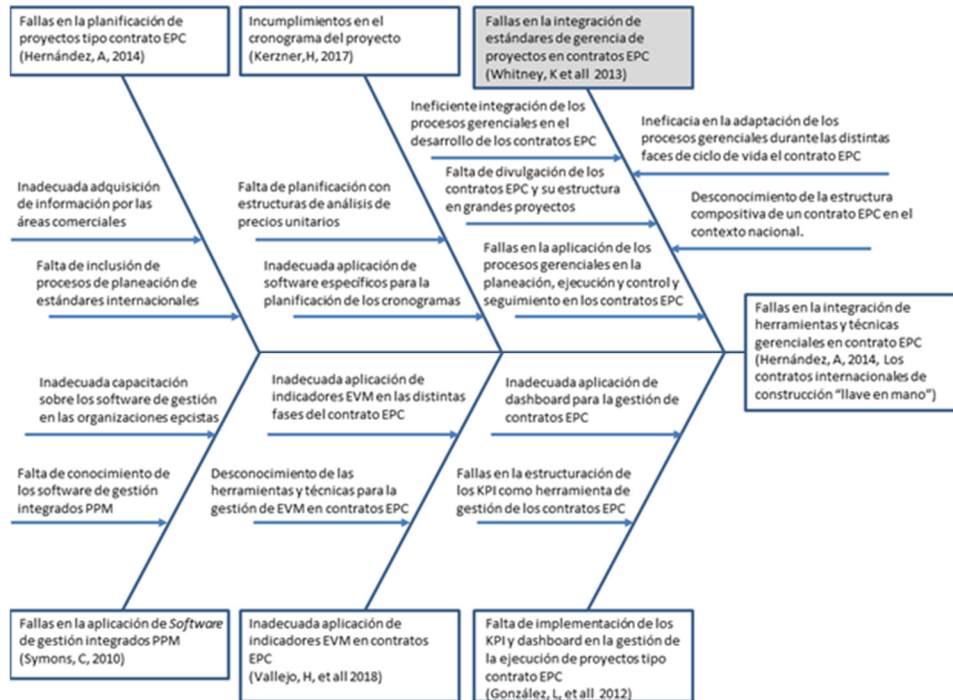 Fallas en la planificación de
proyectos tipo contrato EPC
(Hernández, A, 2014)
Incumplimientos en el
cronograma del proyecto
(Kerzner,H, 2017)
Fallas en la integración de
estándares de gerencia de
proyectos en contratos EPC
(Whitney, K et all 2013)
Ineficiente integración de los
procesos gerenciales en el
desarrollo de los contratos EPC
Ineficacia en la adaptación de los
procesos gerenciales durante las distintas
faces de ciclo de vida el contrato EPC
Inadecuada adquisición
de información por las
áreas comerciales
Falta de planificación con
estructuras de análisis de
precios unitarios
Falta de divulgación de los
contratos EPC y su estructura
en grandes proyectos
Desconocimiento de la estructura
compositiva de un contrato EPC en el
contexto nacional.
Falta de inclusión de
procesos de planeación de
estándares internacionales
Inadecuada aplicación de
software específicos para la
planificación de los cronogramas
Fallas en la aplicación de los
procesos gerenciales en la
planeación, ejecución y control y
seguimiento en los contratos EPC
Fallas en la integración de
herramientas y técnicas
gerenciales en contrato EPC
(Hernández, A, 2014, Los
contratos internacionales de
construcción “llave en mano”)
Inadecuada capacitación
sobre los software de gestión
en las organizaciones epcistas
Inadecuada aplicación de
indicadores EVM en las distintas
fases del contrato EPC
Inadecuada aplicación de
dashboard para la gestión de
contratos EPC
Falta de conocimiento de
los software de gestión
integrados PPM
Desconocimiento de las
herramientas y técnicas para la
gestión de EVM en contratos EPC
Fallas en la estructuración de
los KPI como herramienta de
gestión de los contratos EPC
Fallas en la aplicación de Software
de gestión integrados PPM
(Symons, C, 2010)
Inadecuada aplicación de
indicadores EVM en contratos
EPC
(Vallejo, H, et all 2018)
Falta de implementación de los
KPI y dashboard en la gestión de
la ejecución de proyectos tipo
contrato EPC
(González, L, et all 2012)